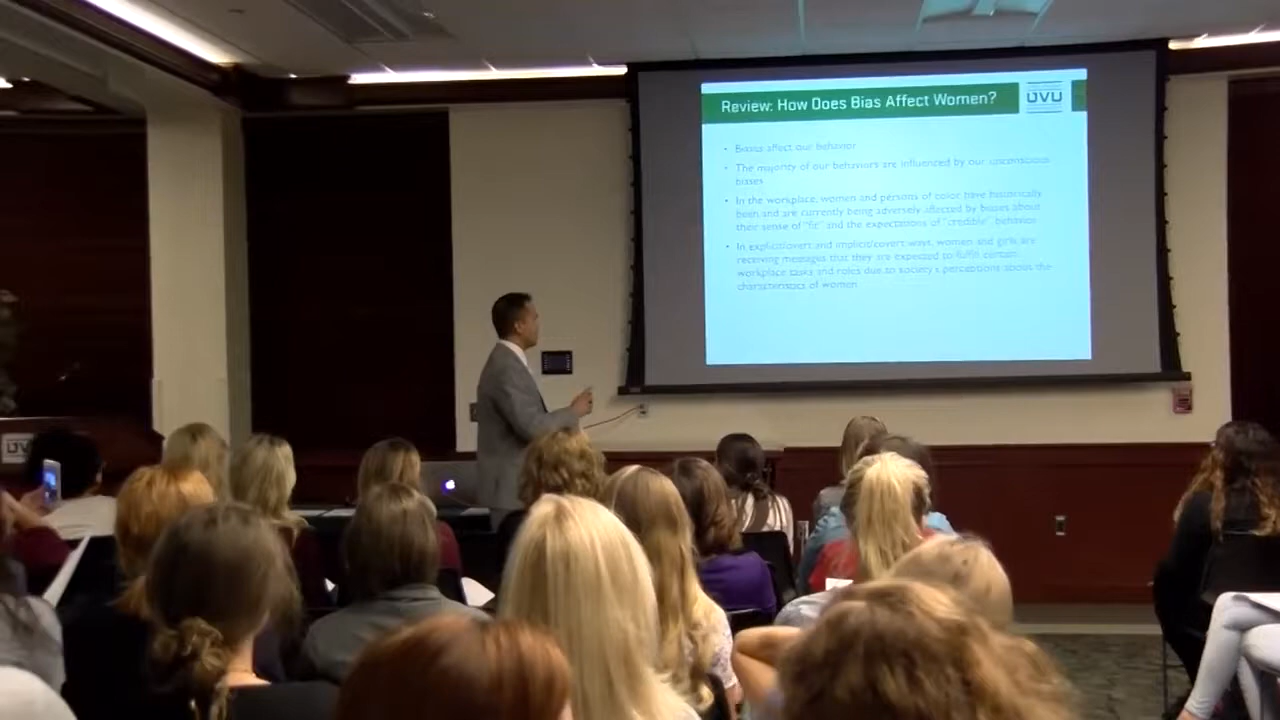 Review: How Does Bias Affect Women?
UVU
• Biases affect our behavior
• The majority of our behaviors are influenced by our unconscious
biases
• In the workplace, women and persons of color have historically
been and are currently being adversely affected by biases about
their sense of "fit" and the expectations of "credible" behavior
• In explicit/overt and implicit/covert ways, women and girls are
receiving messages that they are expected to fulfill certain
workplace tasks and roles due to society's perceptions about the
characteristics of women
UVU